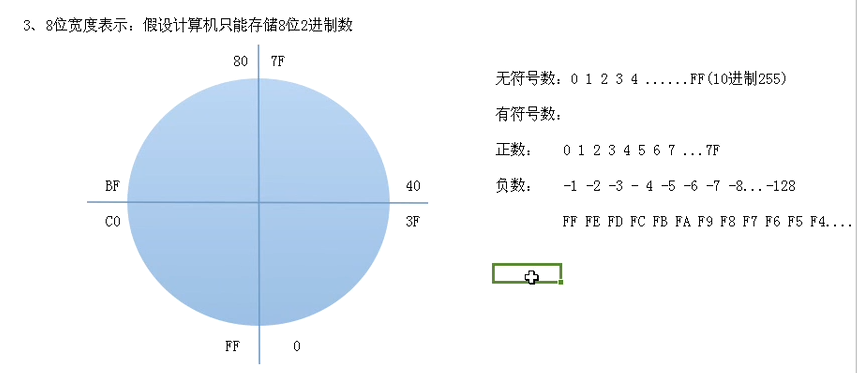 3、8位宽度表示：假设计算机只能存储8位2进制数
80 7F
无符号数：0 1 2 3 4 ......FF(10进制255)
有符号数：
正数： 0 1 2 3 4 5 6 7 ...7F
BF 40
负数： -1 -2 -3 - 4 -5 -6 -7 -8...-128
C0 3F
FF FE FD FC FB FA F9 F8 F7 F6 F5 F4....
FF 0